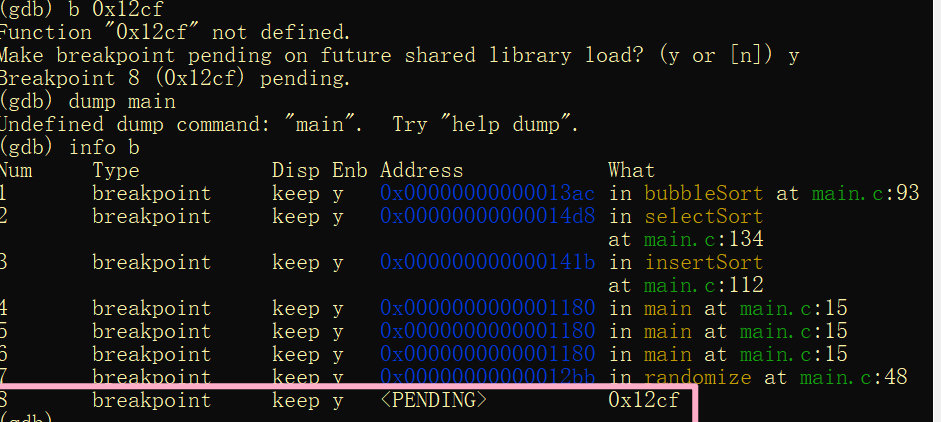 (gdb) b 0x12cf
Function "0x12cf" not defined.
Make breakpoint pending on future shared library load? (y or [n]) y
Breakpoint 8 (0x12cf) pending.
(gdb) dump main
Undefined dump command: "main".  Try "help dump".
(gdb) info b
Num     Type           Disp Enb Address            What
1       breakpoint     keep y   0x00000000000013ac in bubbleSort at main.c:93
2       breakpoint     keep y   0x00000000000014d8 in selectSort
at main.c:134
3       breakpoint     keep y   0x000000000000141b in insertSort
at main.c:112
4       breakpoint     keep y   0x0000000000001180 in main at main.c:15
5       breakpoint     keep y   0x0000000000001180 in main at main.c:15
6       breakpoint     keep y   0x0000000000001180 in main at main.c:15
7       breakpoint     keep y   0x00000000000012bb in randomize at main.c:48
8       breakpoint     keep y   <PENDING>          0x12cf
(gdb)